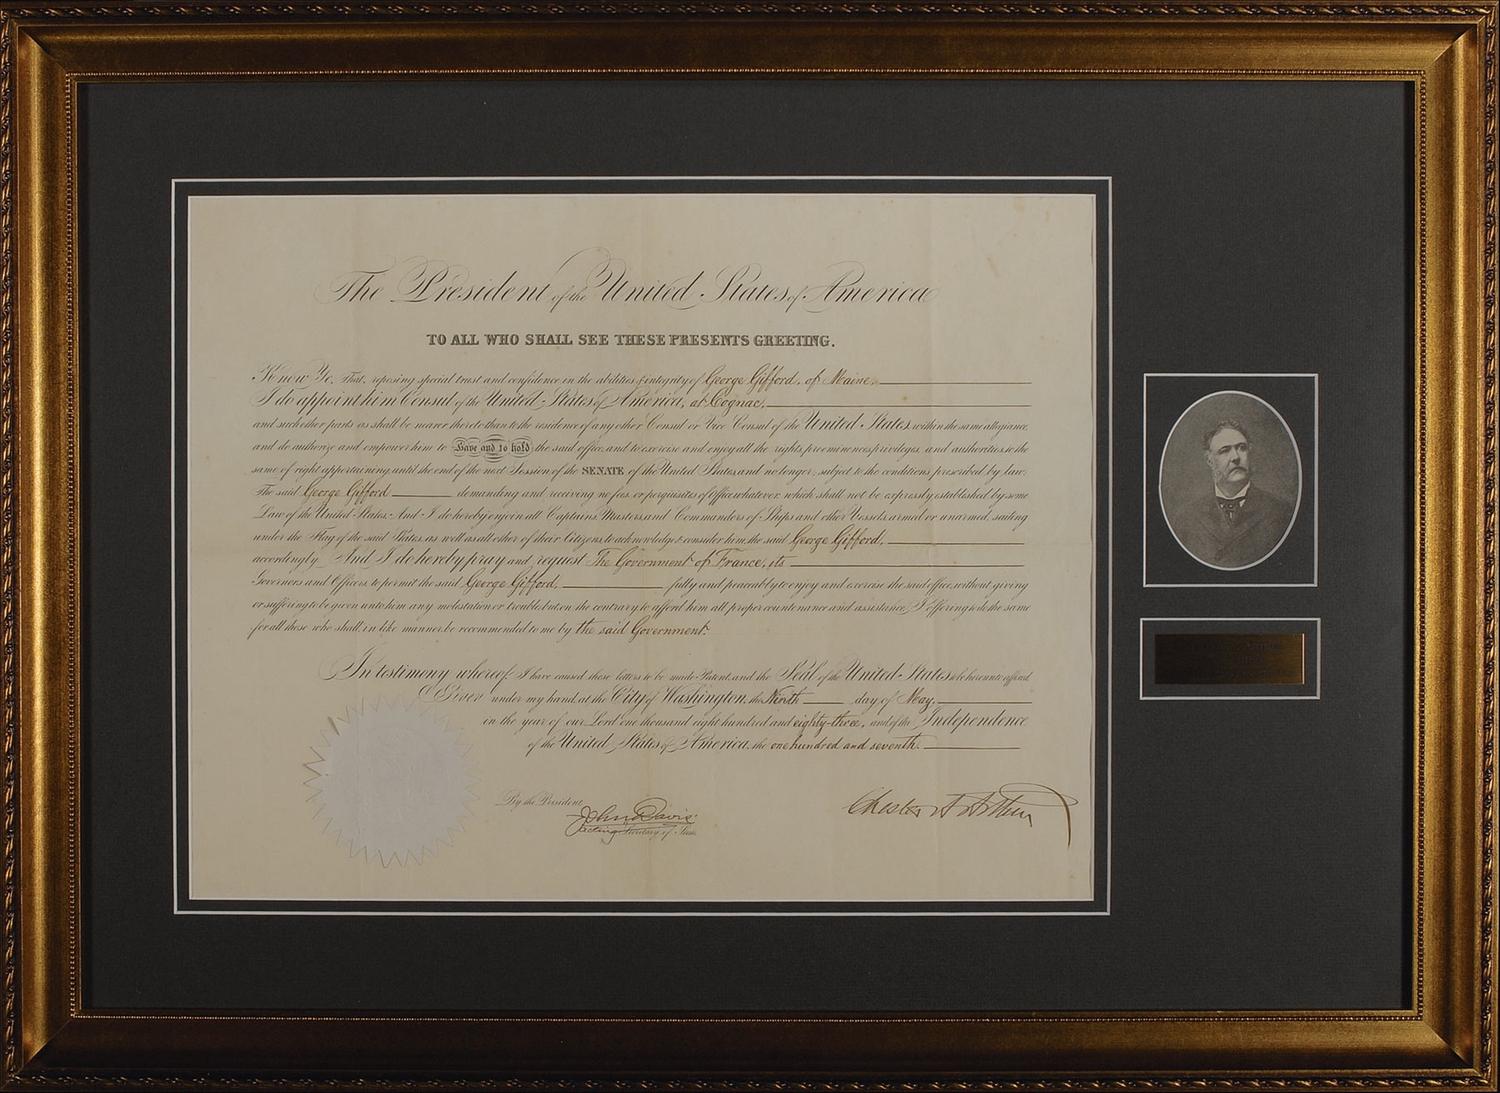 The President of the United States of America
TO ALL WHO SHALL SEE THESE PRESENTS GREETING.
Know Ye, That, reposing special trust and confidence in the abilities & integrity of George Gifford, of Maine,
I do appoint him Consul of the United States of America, at Cognac,
and such other parts as shall be nearer thereto than to the residence of any other Consul or Vice Consul of the United States, within the same allegiance,
and do authorize and empower him to Have and to hold the said office, and to exercise and enjoy all the rights, preeminences, privileges, and authorities, to the
same of right appertaining, until the end of the next Session of the SENATE of the United States, and no longer; subject to the conditions prescribed by law;
The said George Gifford demanding and receiving no fees or perquisites of Office whatever, which shall not be expressly established by some
Law of the United States. And I do hereby enjoin all Captains, Masters, and Commanders of Ships and other Vessels, armed or unarmed, sailing
under the Flag of the said States, as well as all other of their Citizens, to acknowledge & consider him, the said George Gifford,
accordingly. And I do hereby pray and request The Government of France, its
Governors and Officers, to permit the said George Gifford, fully and peaceably to enjoy and exercise the said office, without giving
or suffering to be given unto him any molestation or trouble, but on the contrary, to afford him all proper countenance and assistance; I offering to do the same
for all those who shall, in like manner, be recommended to me by the said Government.
In testimony whereof, I have caused these letters to be made Patent, and the Seal of the United States to be hereunto affixed.
Given under my hand, at the City of Washington, the Ninth day of May,
in the year of our Lord one thousand eight hundred and eighty-three, and of the Independence
of the United States of America, the one hundred and seventh.
By the President
Chester A Arthur
John Davis
Acting Secretary of State